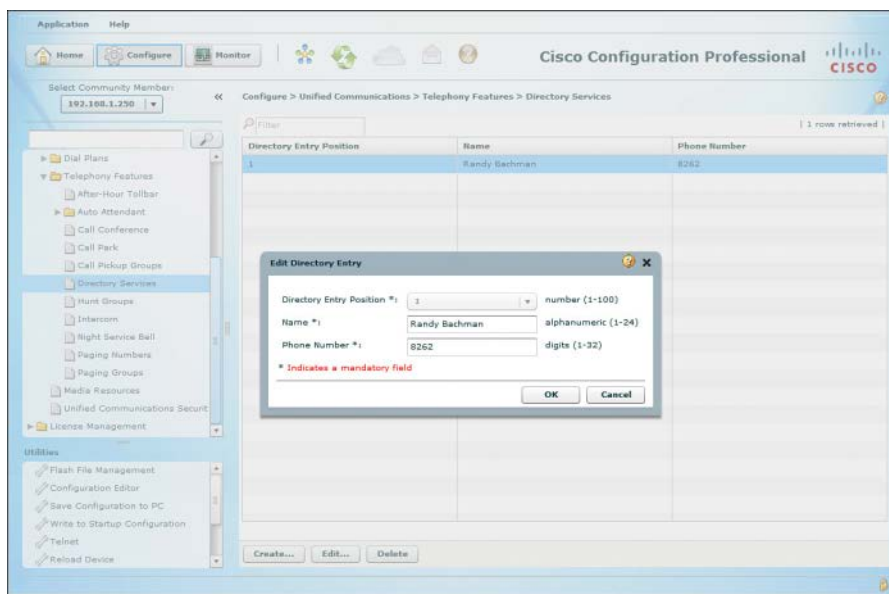 Application Help
Home Configure Monitor Cisco Configuration Professional CISCO
Select Community Member:
192.168.1.250
Configure > Unified Communications > Telephony Features > Directory Services
Filter 1 rows retrieved
Directory Entry Position Name Phone Number
1 Randy Bachman 8262
Dial Plans
Telephony Features
After-Hour Tollbar
Auto Attendant
Call Conference
Call Park
Call Pickup Groups
Directory Services
Hunt Groups
Intercom
Night Service Bell
Paging Numbers
Paging Groups
Media Resources
Unified Communications Securit
License Management
Edit Directory Entry
Directory Entry Position *: 1 number (1-100)
Name *: Randy Bachman alphanumeric (1-24)
Phone Number *: 8262 digits (1-32)
* Indicates a mandatory field
OK Cancel
Utilities
Flash File Management
Configuration Editor
Save Configuration to PC
Write to Startup Configuration
Telnet
Reload Device
Create... Edit... Delete